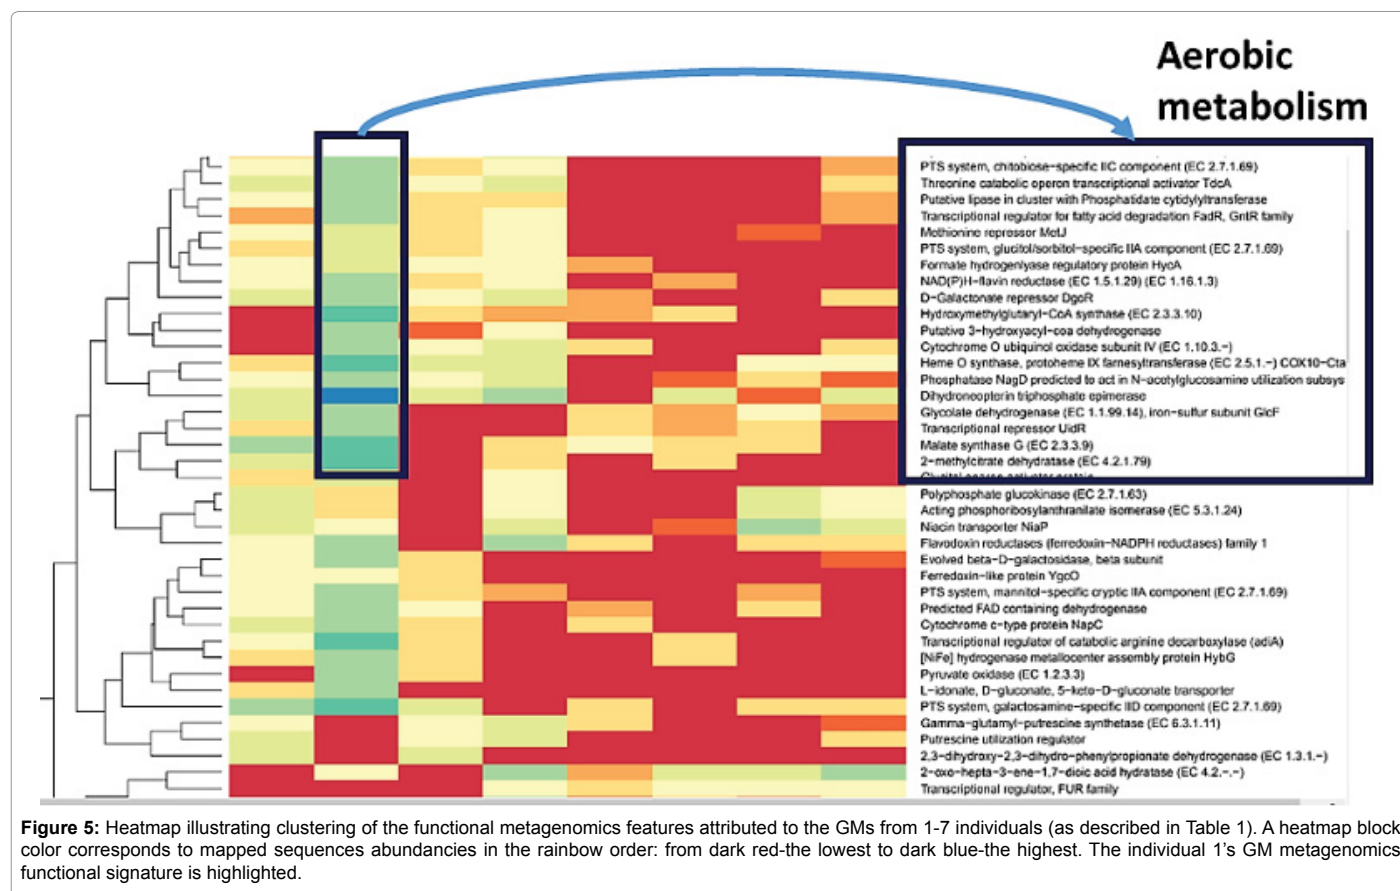 Aerobic
metabolism
PTS system, chitobiose-specific IIC component (EC 2.7.1.69)
Threonine catabolic operon transcriptional activator TdcA
Putative lipase in cluster with Phosphatidate cytidylyltransferase
Transcriptional regulator for fatty acid degradation FadR, GntR family
Methionine repressor MetJ
PTS system, glucitol/sorbitol-specific IIA component (EC 2.7.1.69)
Formate hydrogenlyase regulatory protein HycA
NAD(P)H-flavin reductase (EC 1.5.1.29) (EC 1.16.1.3)
D-Galactonate repressor DgoR
Hydroxymethylglutaryl-CoA synthase (EC 2.3.3.10)
Putative 3-hydroxyacyl-coa dehydrogenase
Cytochrome O ubiquinol oxidase subunit IV (EC 1.10.3.-)
Heme O synthase, protoheme IX farnesyltransferase (EC 2.5.1.-) COX10-Cta
Phosphatase NagD predicted to act in N-acetylglucosamine utilization subsys
Dihydroneopterin triphosphate epimerase
Glycolate dehydrogenase (EC 1.1.99.14), iron-sulfur subunit GlcF
Transcriptional repressor UidR
Malate synthase G (EC 2.3.3.9)
2-methylcitrate dehydratase (EC 4.2.1.79)
Polyphosphate glucokinase (EC 2.7.1.63)
Acting phosphoribosylanthranilate isomerase (EC 5.3.1.24)
Niacin transporter NiaP
Flavodoxin reductases (ferredoxin-NADPH reductases) family 1
Evolved beta-D-galactosidase, beta subunit
Ferredoxin-like protein YgcO
PTS system, mannitol-specific cryptic IIA component (EC 2.7.1.69)
Predicted FAD containing dehydrogenase
Cytochrome c-type protein NapC
Transcriptional regulator of catabolic arginine decarboxylase (adiA)
[NiFe] hydrogenase metallocenter assembly protein HybG
Pyruvate oxidase (EC 1.2.3.3)
L-idonate, D-gluconate, 5-keto-D-gluconate transporter
PTS system, galactosamine-specific IID component (EC 2.7.1.69)
Gamma-glutamyl-putrescine synthetase (EC 6.3.1.11)
Putrescine utilization regulator
2,3-dihydroxy-2,3-dihydro-phenylpropionate dehydrogenase (EC 1.3.1.-)
2-oxo-hepta-3-ene-1,7-dioic acid hydratase (EC 4.2.-.-)
Transcriptional regulator, FUR family
Figure 5: Heatmap illustrating clustering of the functional metagenomics features attributed to the GMs from 1-7 individuals (as described in Table 1). A heatmap block
color corresponds to mapped sequences abundancies in the rainbow order: from dark red-the lowest to dark blue-the highest. The individual 1's GM metagenomics
functional signature is highlighted.